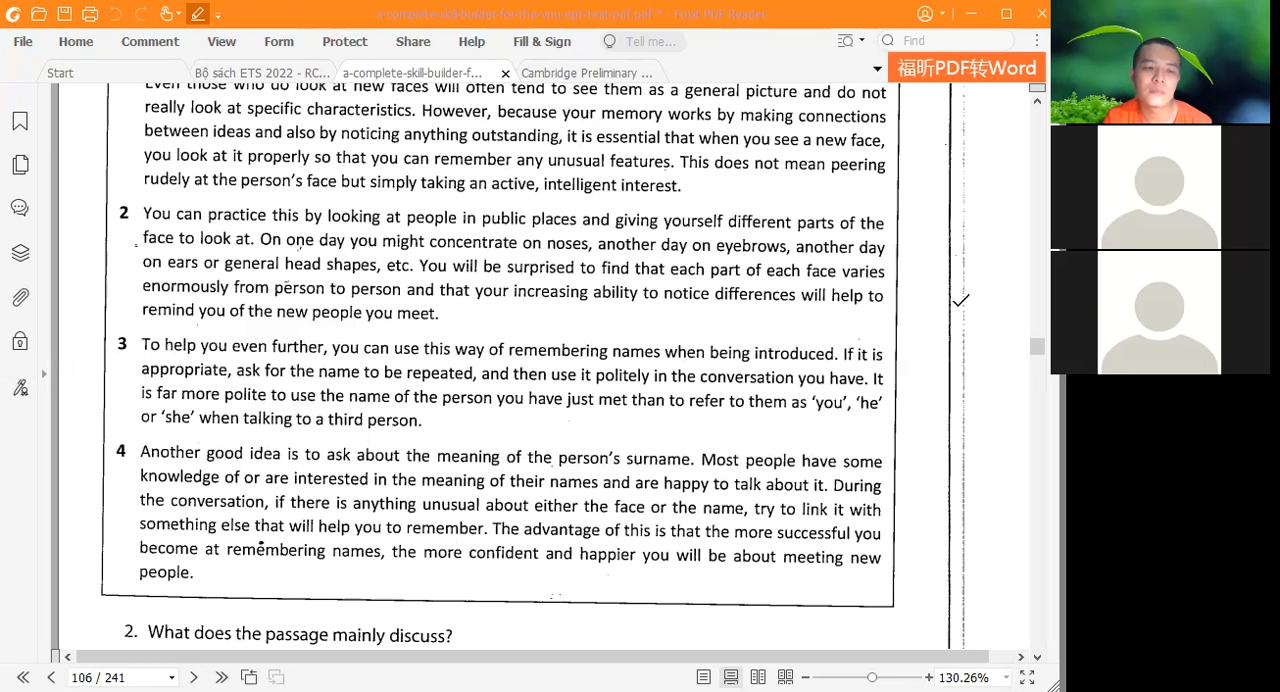 a-complete-skill-builder-for-the-vnu-ept-test-pdf.pdf * - Foxit PDF Reader
File Home Comment View Form Protect Share Help Fill & Sign Tell me... Find
Start Bộ sách ETS 2022 - RC... a-complete-skill-builder-f... Cambridge Preliminary ... 福昕PDF转Word
Even those who do look at new faces will often tend to see them as a general picture and do not
really look at specific characteristics. However, because your memory works by making connections
between ideas and also by noticing anything outstanding, it is essential that when you see a new face,
you look at it properly so that you can remember any unusual features. This does not mean peering
rudely at the person's face but simply taking an active, intelligent interest.
2 You can practice this by looking at people in public places and giving yourself different parts of the
face to look at. On one day you might concentrate on noses, another day on eyebrows, another day
on ears or general head shapes, etc. You will be surprised to find that each part of each face varies
enormously from person to person and that your increasing ability to notice differences will help to
remind you of the new people you meet.
3 To help you even further, you can use this way of remembering names when being introduced. If it is
appropriate, ask for the name to be repeated, and then use it politely in the conversation you have. It
is far more polite to use the name of the person you have just met than to refer to them as 'you', 'he'
or 'she' when talking to a third person.
4 Another good idea is to ask about the meaning of the person's surname. Most people have some
knowledge of or are interested in the meaning of their names and are happy to talk about it. During
the conversation, if there is anything unusual about either the face or the name, try to link it with
something else that will help you to remember. The advantage of this is that the more successful you
become at remembering names, the more confident and happier you will be about meeting new
people.
2. What does the passage mainly discuss?
106 / 241 130.26%